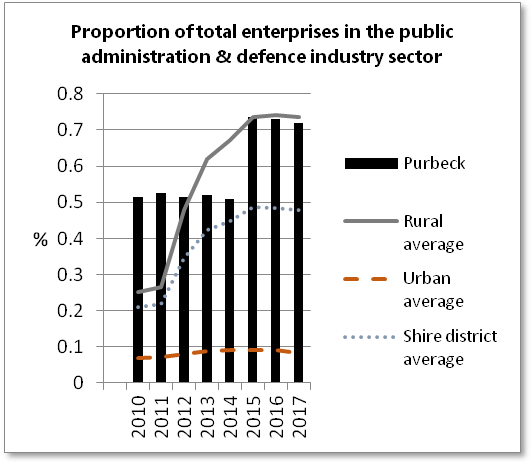 Proportion of total enterprises in the public
administration & defence industry sector
0.8
0.7
0.6
0.5
0.4
0.3
0.2
0.1
0
%
2010
2011
2012
2013
2014
2015
2016
2017
Purbeck
Rural
average
Urban
average
Shire district
average